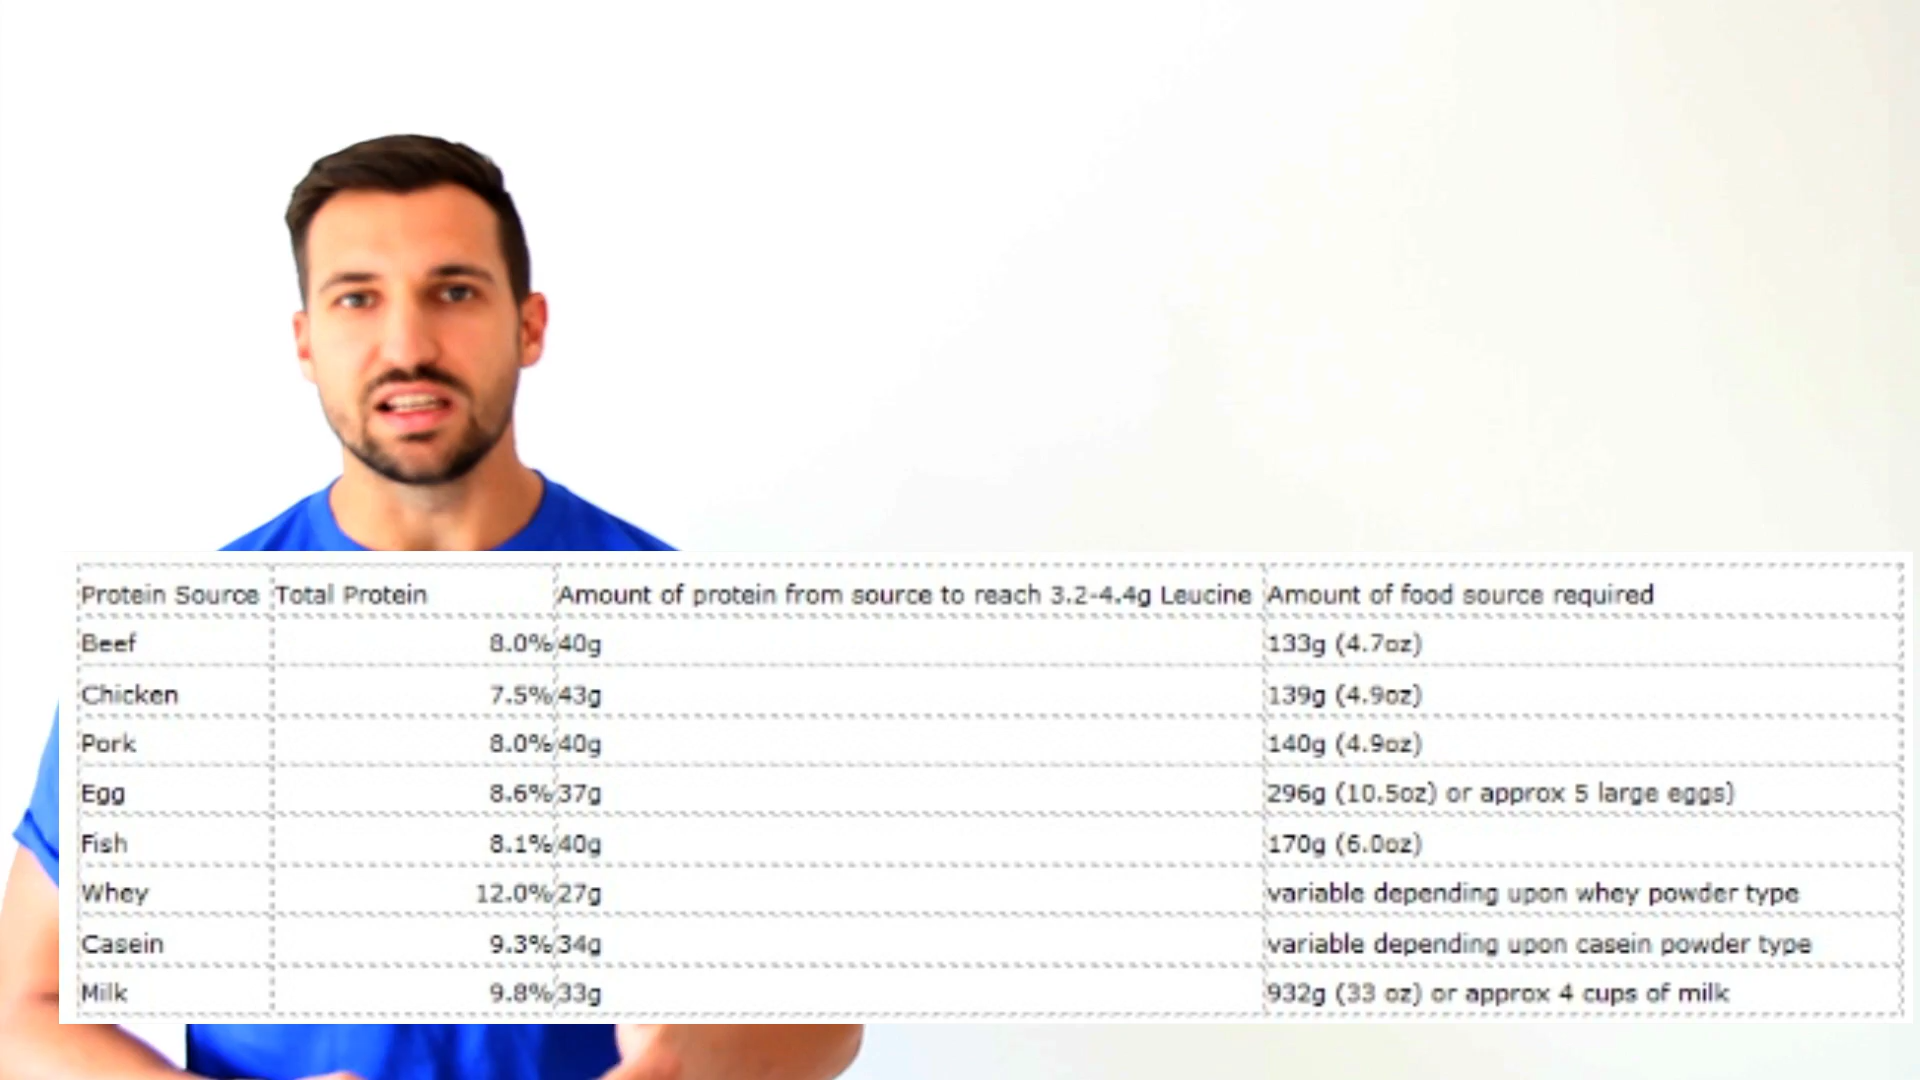 Protein Source Total Protein Amount of protein from source to reach 3.2-4.4g Leucine Amount of food source required
Beef 8.0% 40g 133g (4.7oz)
Chicken 7.5% 43g 139g (4.9oz)
Pork 8.0% 40g 140g (4.9oz)
Egg 8.6% 37g 296g (10.5oz) or approx 5 large eggs)
Fish 8.1% 40g 170g (6.0oz)
Whey 12.0% 27g variable depending upon whey powder type
Casein 9.3% 34g variable depending upon casein powder type
Milk 9.8% 33g 932g (33 oz) or approx 4 cups of milk